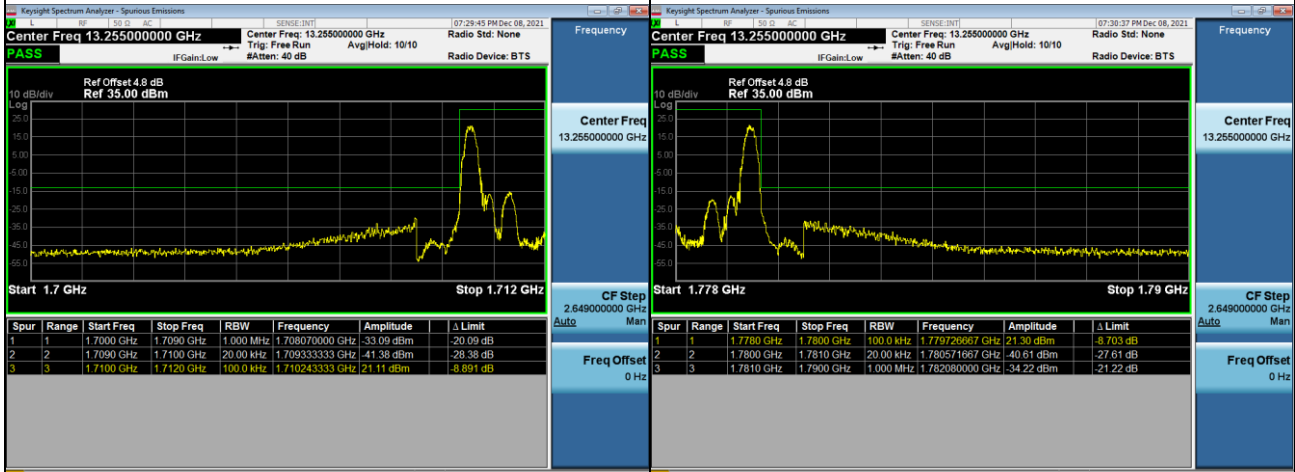 Keysight Spectrum Analyzer - Spurious Emissions
L RF 50 Ω AC SENSE:INT 07:29:45 PM Dec 08, 2021
Center Freq 13.255000000 GHz
Center Freq: 13.255000000 GHz
Radio Std: None
Trig: Free Run Avg|Hold: 10/10
PASS
IFGain:Low
#Atten: 40 dB
Radio Device: BTS
Ref Offset 4.8 dB
10 dB/div Ref 35.00 dBm
Log
25.0
15.0
5.00
-5.00
-15.0
-25.0
-35.0
-45.0
-55.0
Start 1.7 GHz Stop 1.712 GHz
Spur Range Start Freq Stop Freq RBW Frequency Amplitude Δ Limit
1 1 1.7000 GHz 1.7090 GHz 1.000 MHz 1.708070000 GHz -33.09 dBm -20.09 dB
2 2 1.7090 GHz 1.7100 GHz 20.00 kHz 1.709333333 GHz -41.38 dBm -28.38 dB
3 3 1.7100 GHz 1.7120 GHz 100.0 kHz 1.710243333 GHz 21.11 dBm -8.891 dB
Frequency
Center Freq
13.255000000 GHz
CF Step
2.649000000 GHz
Auto Man
Freq Offset
0 Hz
Keysight Spectrum Analyzer - Spurious Emissions
L RF 50 Ω AC SENSE:INT 07:30:37 PM Dec 08, 2021
Center Freq 13.255000000 GHz
Center Freq: 13.255000000 GHz
Radio Std: None
Trig: Free Run Avg|Hold: 10/10
PASS
IFGain:Low
#Atten: 40 dB
Radio Device: BTS
Ref Offset 4.8 dB
10 dB/div Ref 35.00 dBm
Log
25.0
15.0
5.00
-5.00
-15.0
-25.0
-35.0
-45.0
-55.0
Start 1.778 GHz Stop 1.79 GHz
Spur Range Start Freq Stop Freq RBW Frequency Amplitude Δ Limit
1 1 1.7780 GHz 1.7800 GHz 100.0 kHz 1.779726667 GHz 21.30 dBm -8.703 dB
2 2 1.7800 GHz 1.7810 GHz 20.00 kHz 1.780571667 GHz -40.61 dBm -27.61 dB
3 3 1.7810 GHz 1.7900 GHz 1.000 MHz 1.782080000 GHz -34.22 dBm -21.22 dB
Frequency
Center Freq
13.255000000 GHz
CF Step
2.649000000 GHz
Auto Man
Freq Offset
0 Hz